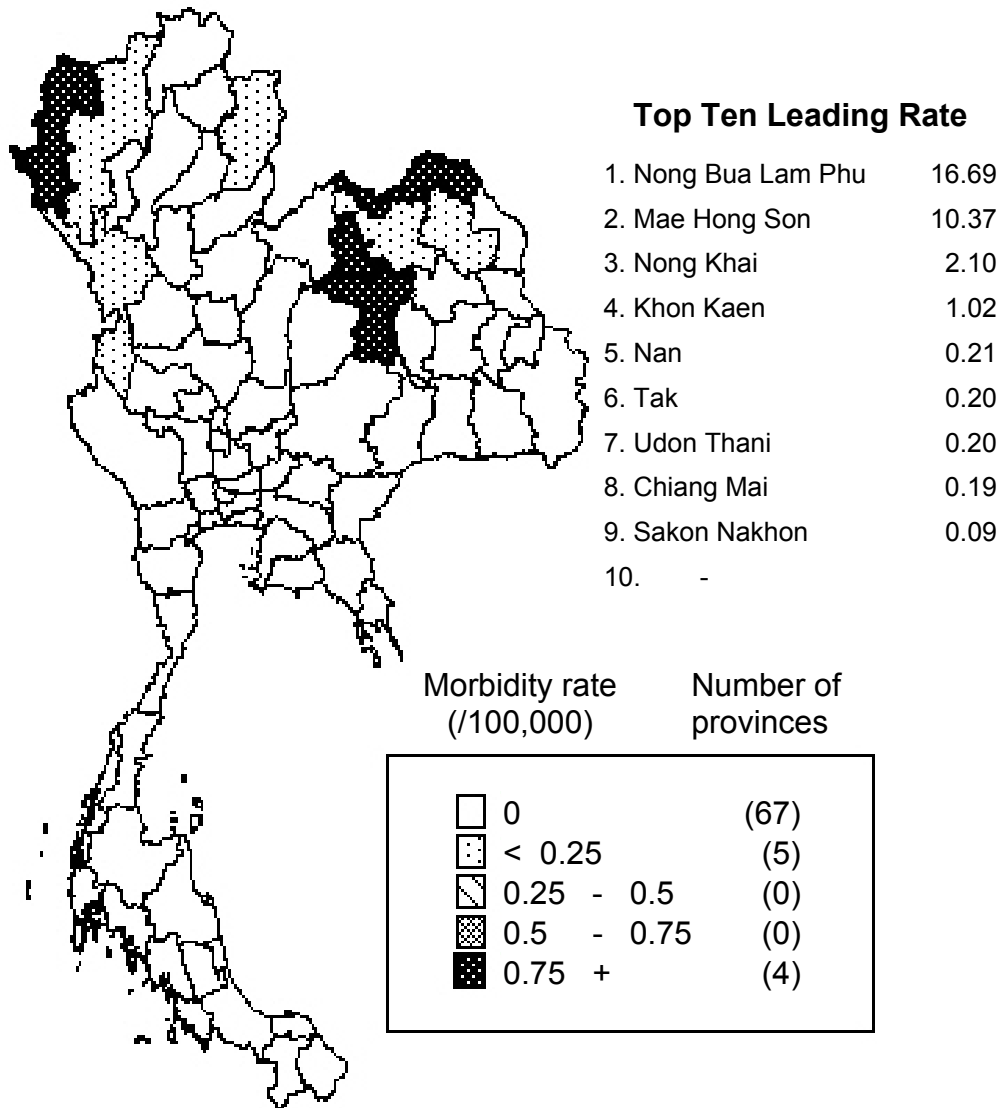 Top Ten Leading Rate
1. Nong Bua Lam Phu 16.69
2. Mae Hong Son 10.37
3. Nong Khai 2.10
4. Khon Kaen 1.02
5. Nan 0.21
6. Tak 0.20
7. Udon Thani 0.20
8. Chiang Mai 0.19
9. Sakon Nakhon 0.09
10. -
Morbidity rate Number of
(/100,000) provinces
0 (67)
< 0.25 (5)
0.25 - 0.5 (0)
0.5 - 0.75 (0)
0.75 + (4)